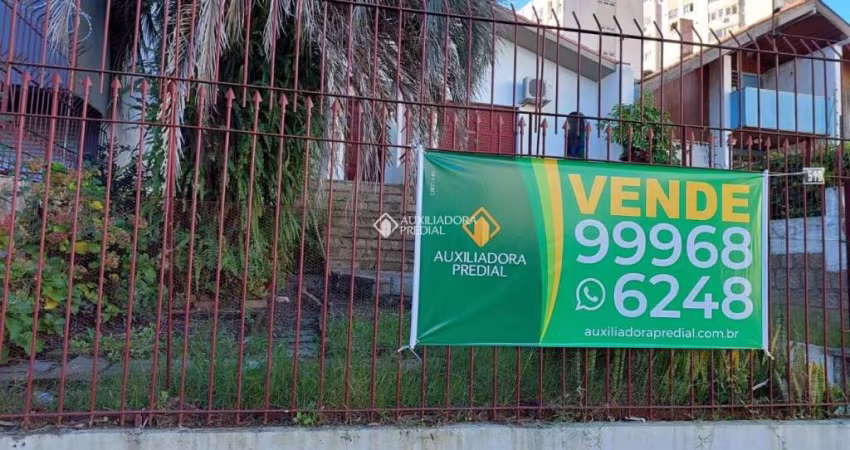 AUXILIADORA
PREDIAL
AUXILIADORA
PREDIAL
VENDE
99968
6248
auxiliadorapredial.com.br